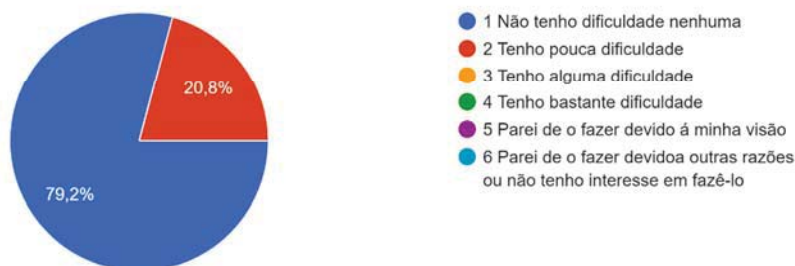 20,8%
79,2%
1 Não tenho dificuldade nenhuma
2 Tenho pouca dificuldade
3 Tenho alguma dificuldade
4 Tenho bastante dificuldade
5 Parei de o fazer devido á minha visão
6 Parei de o fazer devidoa outras razões
ou não tenho interesse em fazê-lo